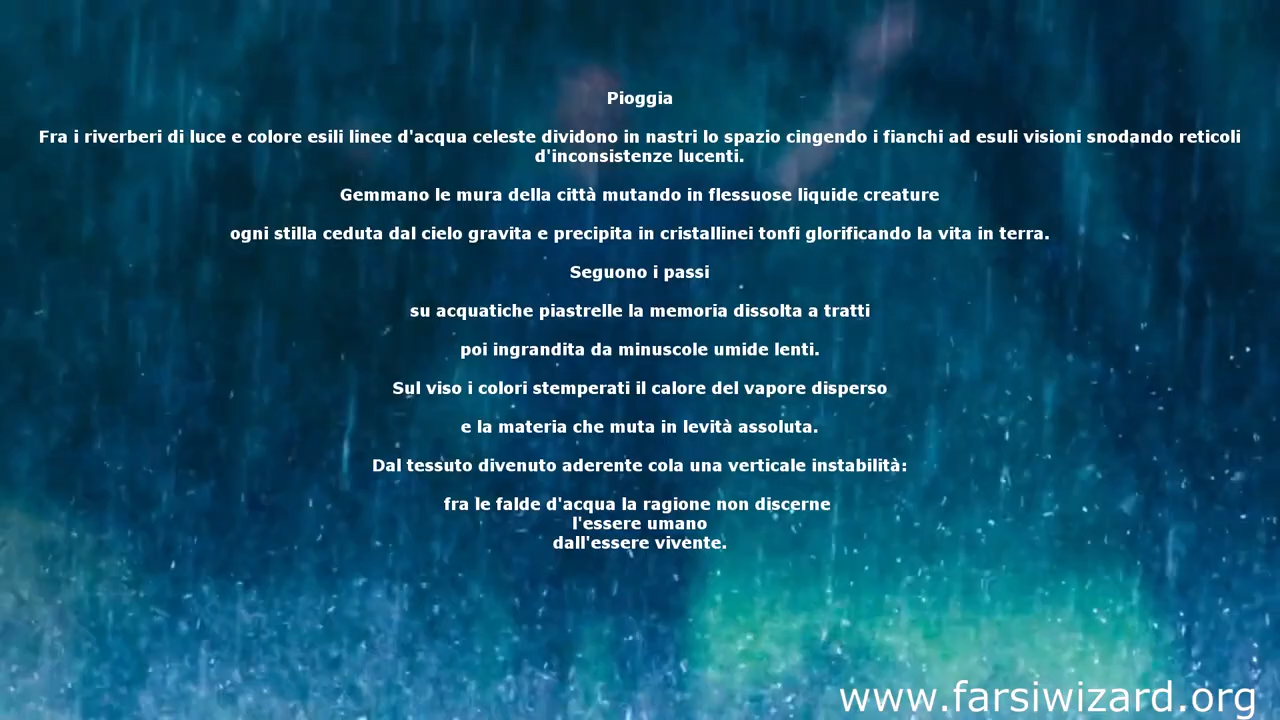 Pioggia
Fra i riverberi di luce e colore esili linee d'acqua celeste dividono in nastri lo spazio cingendo i fianchi ad esuli visioni snodando reticoli
d'inconsistenze lucenti.
Gemmano le mura della città mutando in flessuose liquide creature
ogni stilla ceduta dal cielo gravita e precipita in cristallinei tonfi glorificando la vita in terra.
Seguono i passi
su acquatiche piastrelle la memoria dissolta a tratti
poi ingrandita da minuscole umide lenti.
Sul viso i colori stemperati il calore del vapore disperso
e la materia che muta in levità assoluta.
Dal tessuto divenuto aderente cola una verticale instabilità:
fra le falde d'acqua la ragione non discerne
l'essere umano
dall'essere vivente.
www.farsiwizard.org